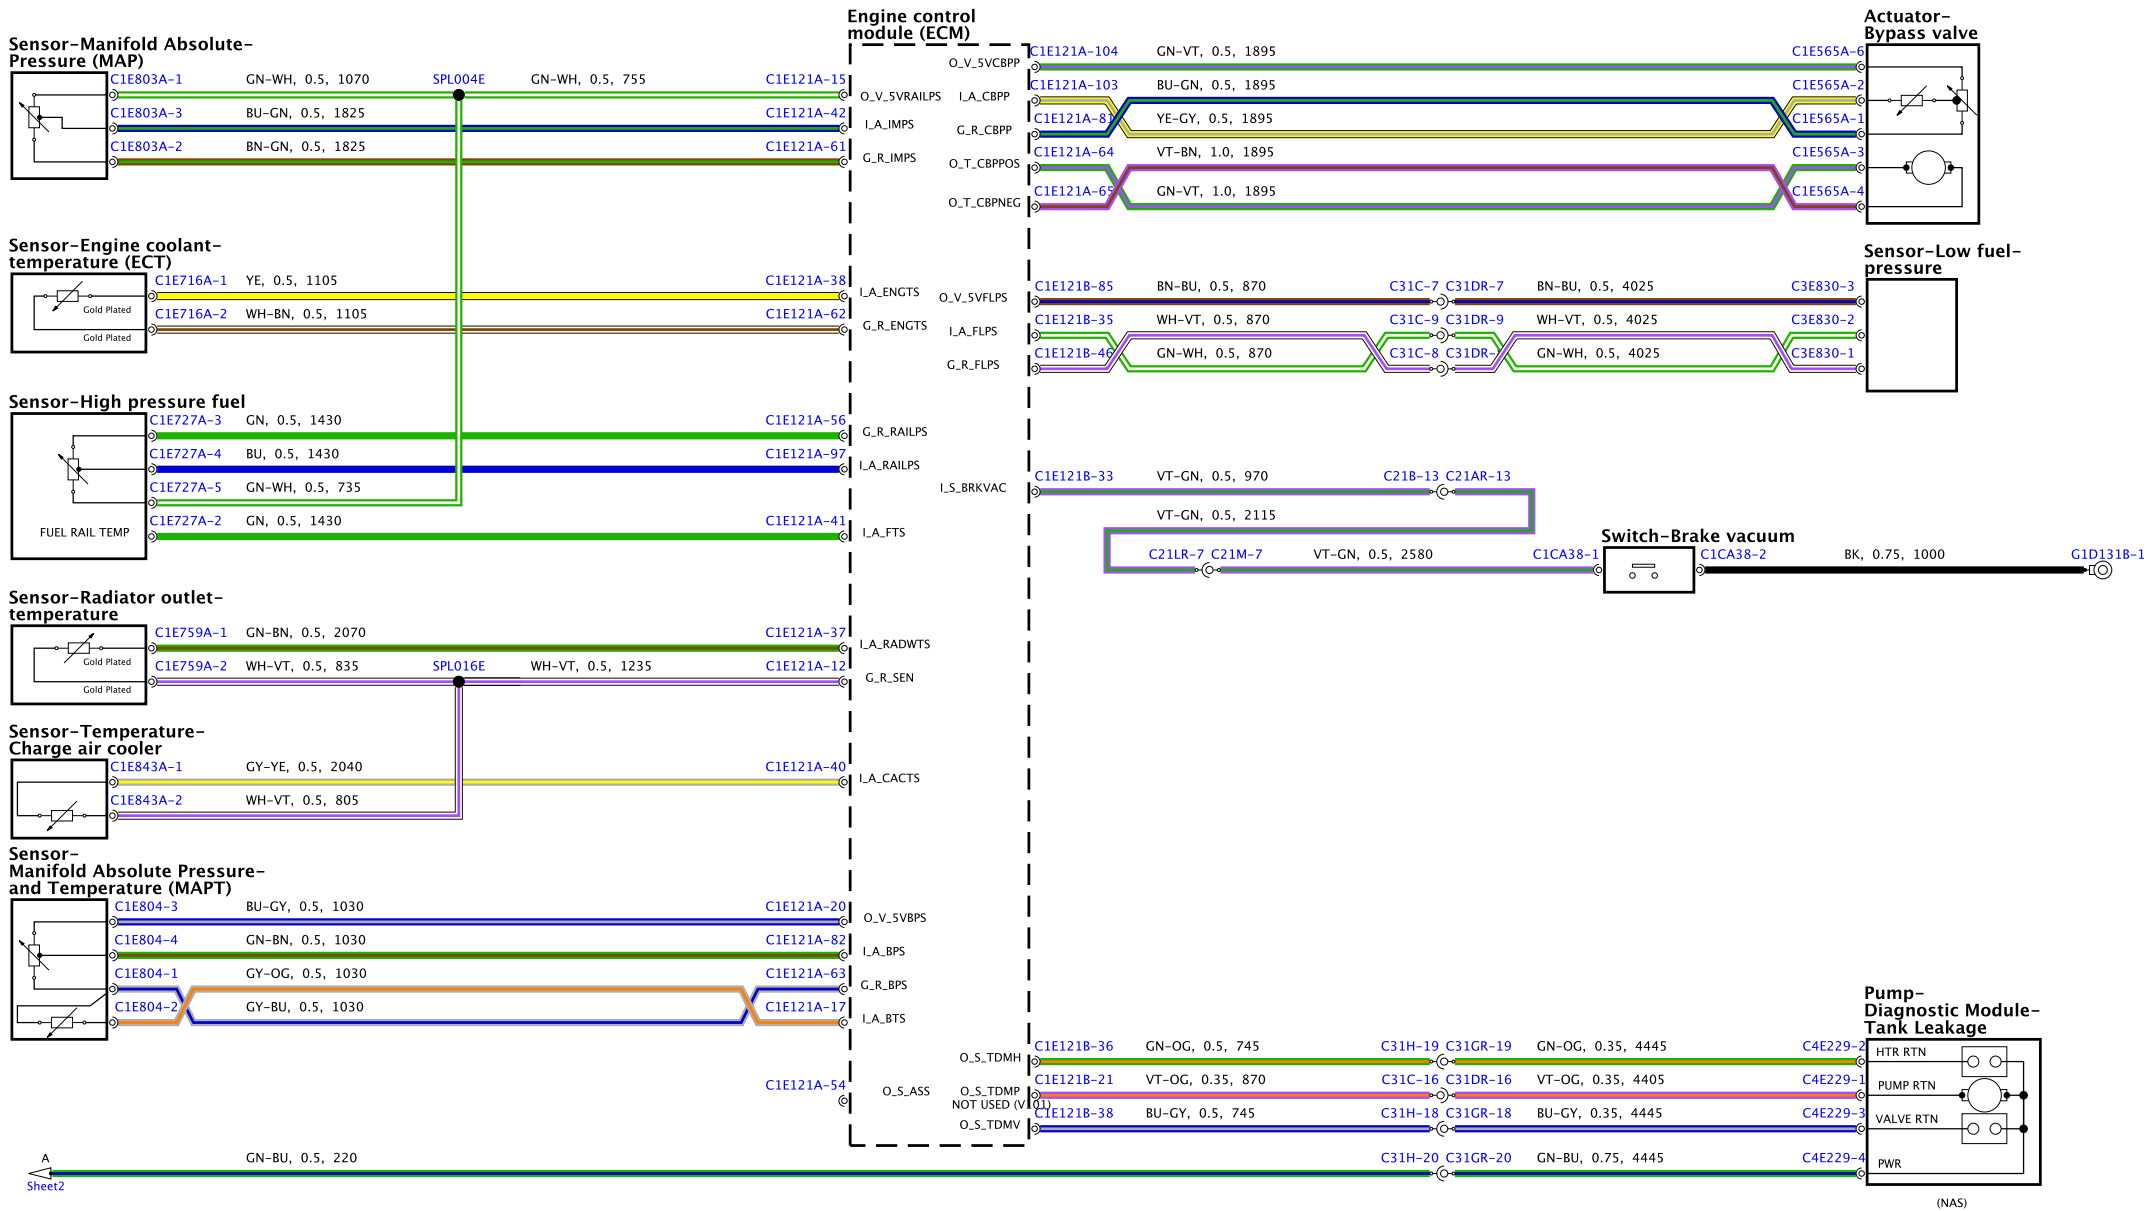 Engine control
module (ECM)
Sensor-Manifold Absolute-
Pressure (MAP)
C1E803A-1 GN-WH, 0.5, 1070 SPL004E GN-WH, 0.5, 755 C1E121A-15 O_V_5VRAILPS
C1E803A-3 BU-GN, 0.5, 1825 C1E121A-42 I_A_IMPS
C1E803A-2 BN-GN, 0.5, 1825 C1E121A-61 G_R_IMPS
Sensor-Engine coolant-
temperature (ECT)
C1E716A-1 YE, 0.5, 1105 C1E121A-38 I_A_ENGTS
Gold Plated
C1E716A-2 WH-BN, 0.5, 1105 C1E121A-62 G_R_ENGTS
Gold Plated
Sensor-High pressure fuel
C1E727A-3 GN, 0.5, 1430 C1E121A-56 G_R_RAILPS
C1E727A-4 BU, 0.5, 1430 C1E121A-97 I_A_RAILPS
C1E727A-5 GN-WH, 0.5, 735
C1E727A-2 GN, 0.5, 1430 C1E121A-41 I_A_FTS
FUEL RAIL TEMP
Sensor-Radiator outlet-
temperature
C1E759A-1 GN-BN, 0.5, 2070 C1E121A-37 I_A_RADWTS
Gold Plated
C1E759A-2 WH-VT, 0.5, 835 SPL016E WH-VT, 0.5, 1235 C1E121A-12 G_R_SEN
Gold Plated
Sensor-Temperature-
Charge air cooler
C1E843A-1 GY-YE, 0.5, 2040 C1E121A-40 I_A_CACTS
C1E843A-2 WH-VT, 0.5, 805
Sensor-
Manifold Absolute Pressure-
and Temperature (MAPT)
C1E804-3 BU-GY, 0.5, 1030 C1E121A-20 O_V_5VBPS
C1E804-4 GN-BN, 0.5, 1030 C1E121A-82 I_A_BPS
C1E804-1 GY-OG, 0.5, 1030 C1E121A-63 G_R_BPS
C1E804-2 GY-BU, 0.5, 1030 C1E121A-17 I_A_BTS
C1E121A-54 O_S_ASS
Actuator-
Bypass valve
O_V_5VCBPP C1E121A-104 GN-VT, 0.5, 1895 C1E565A-6
I_A_CBPP C1E121A-103 BU-GN, 0.5, 1895 C1E565A-2
G_R_CBPP C1E121A-81 YE-GY, 0.5, 1895 C1E565A-1
O_T_CBPPOS C1E121A-64 VT-BN, 1.0, 1895 C1E565A-3
O_T_CBPNEG C1E121A-65 GN-VT, 1.0, 1895 C1E565A-4
Sensor-Low fuel-
pressure
O_V_5VFLPS C1E121B-85 BN-BU, 0.5, 870 C31C-7 C31DR-7 BN-BU, 0.5, 4025 C3E830-3
I_A_FLPS C1E121B-35 WH-VT, 0.5, 870 C31C-9 C31DR-9 WH-VT, 0.5, 4025 C3E830-2
G_R_FLPS C1E121B-46 GN-WH, 0.5, 870 C31C-8 C31DR- GN-WH, 0.5, 4025 C3E830-1
I_S_BRKVAC C1E121B-33 VT-GN, 0.5, 970 C21B-13 C21AR-13
VT-GN, 0.5, 2115
Switch-Brake vacuum
C21LR-7 C21M-7 VT-GN, 0.5, 2580 C1CA38-1 C1CA38-2 BK, 0.75, 1000 G1D131B-1
Pump-
Diagnostic Module-
Tank Leakage
O_S_TDMH C1E121B-36 GN-OG, 0.5, 745 C31H-19 C31GR-19 GN-OG, 0.35, 4445 C4E229-2 HTR RTN
O_S_TDMP C1E121B-21 VT-OG, 0.35, 870 C31C-16 C31DR-16 VT-OG, 0.35, 4405 C4E229-1 PUMP RTN
NOT USED (V101)
O_S_TDMV C1E121B-38 BU-GY, 0.5, 745 C31H-18 C31GR-18 BU-GY, 0.35, 4445 C4E229-3 VALVE RTN
A GN-BU, 0.5, 220 C31H-20 C31GR-20 GN-BU, 0.75, 4445 C4E229-4 PWR
Sheet2
(NAS)